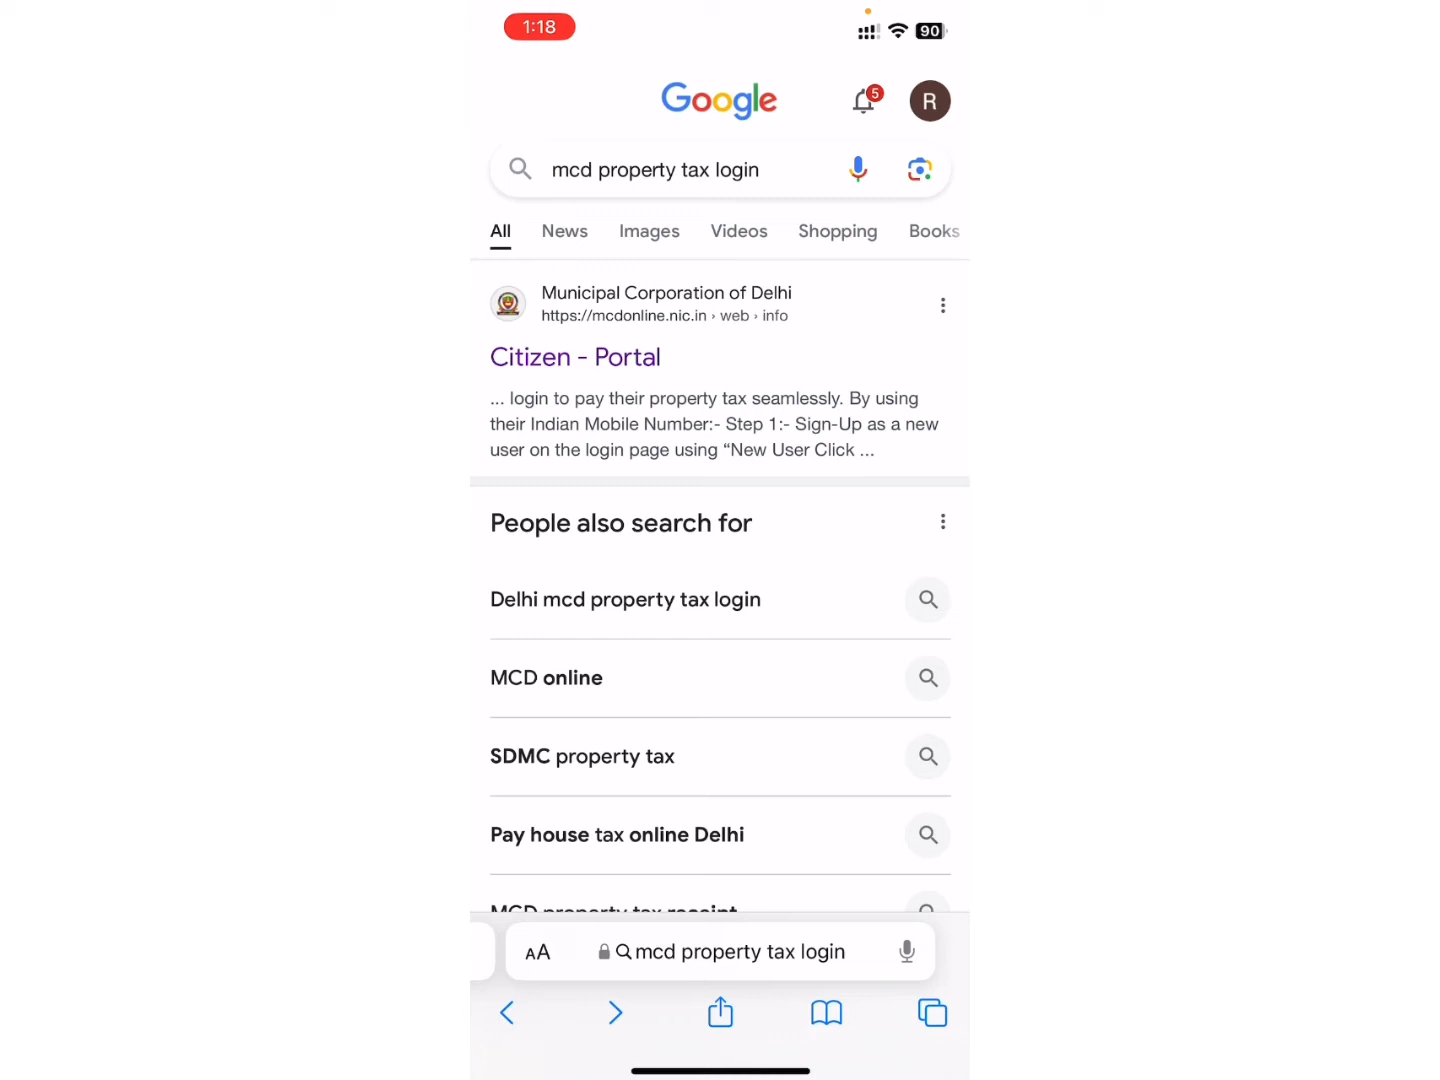 1:18
90
Google
5
R
mcd property tax login
All News Images Videos Shopping Books
Municipal Corporation of Delhi
https://mcdonline.nic.in › web › info
Citizen - Portal
... login to pay their property tax seamlessly. By using
their Indian Mobile Number:- Step 1:- Sign-Up as a new
user on the login page using “New User Click ...
People also search for
Delhi mcd property tax login
MCD online
SDMC property tax
Pay house tax online Delhi
MCD property tax receipt
AA mcd property tax login